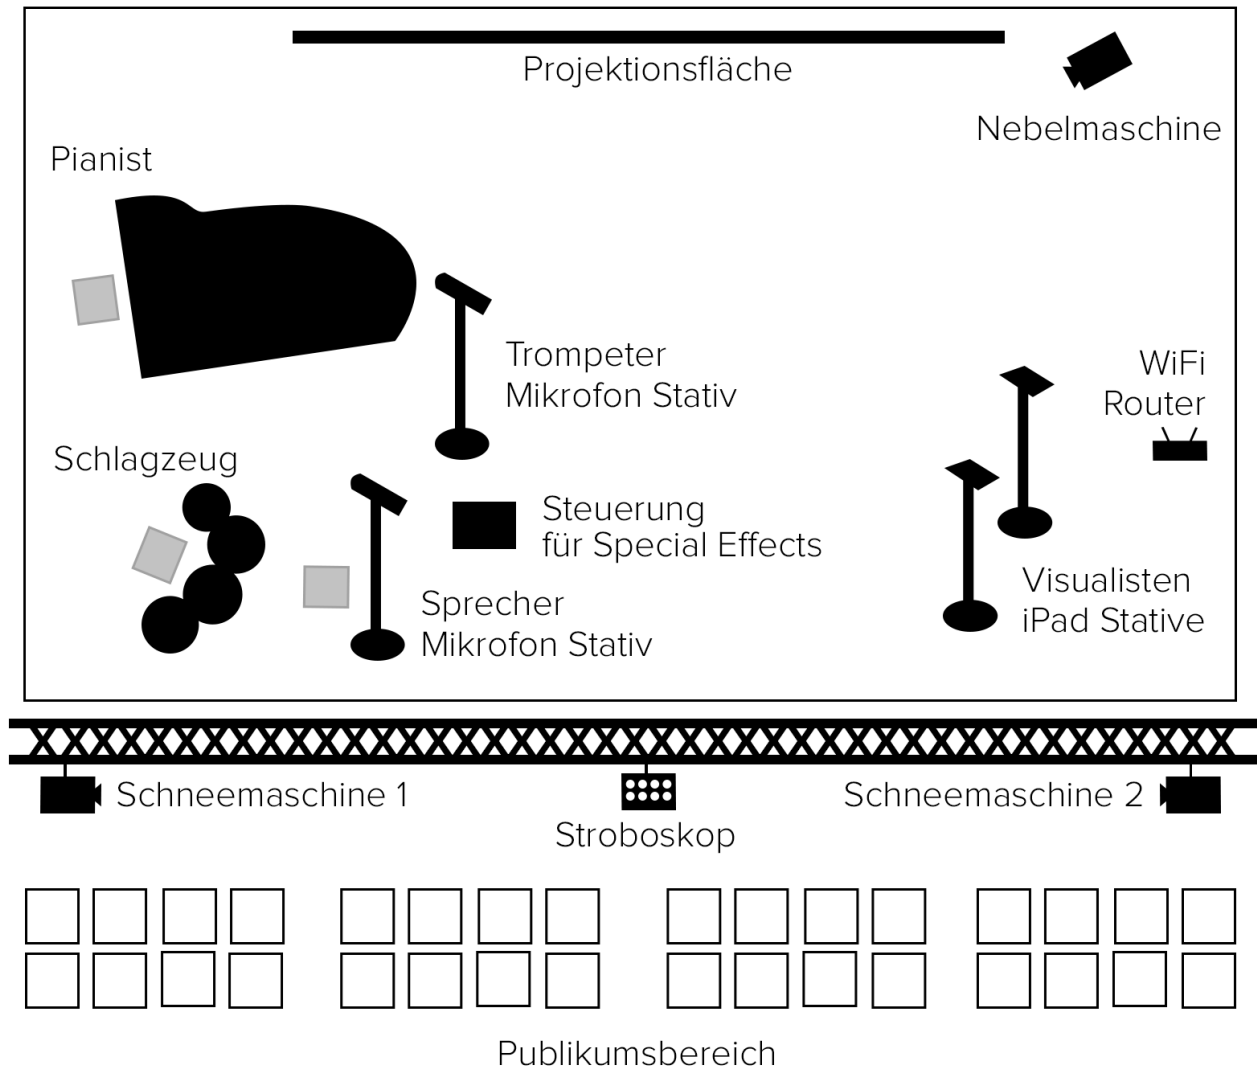 Projektionsfläche
Nebelmaschine
Pianist
Trompeter
Mikrofon Stativ
WiFi
Router
Schlagzeug
Steuerung
für Special Effects
Sprecher
Mikrofon Stativ
Visualisten
iPad Stative
Schneemaschine 1
Schneemaschine 2
Stroboskop
Publikumsbereich